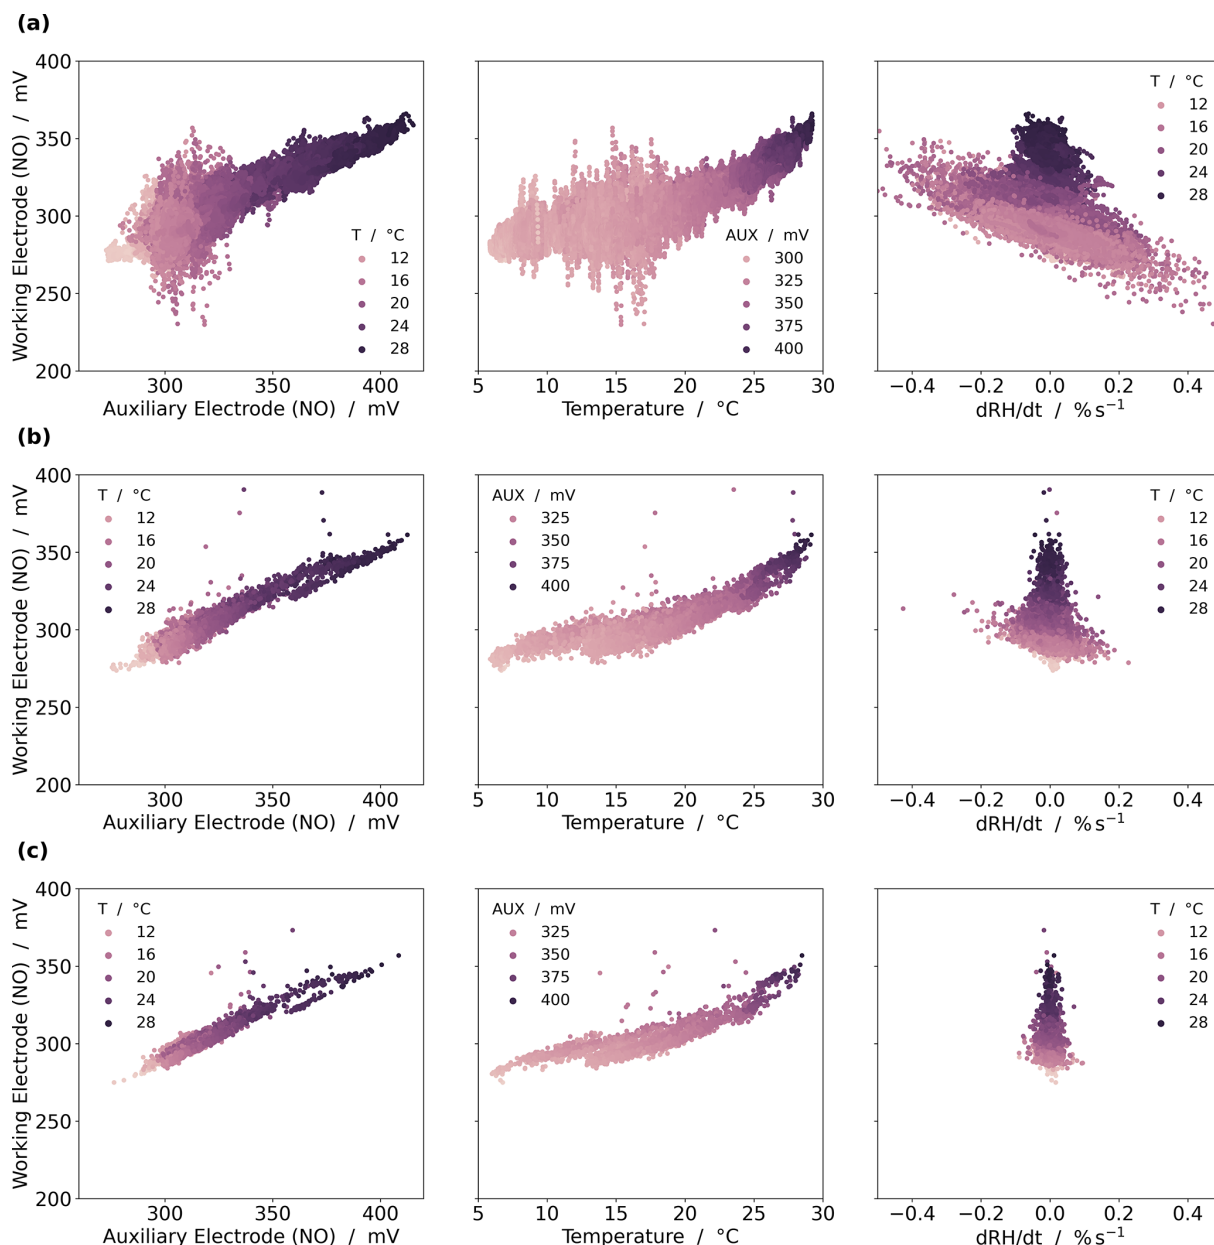 (a)
Working Electrode (NO) / mV
400
350
300
250
200
T / °C
12
16
20
24
28
300 350 400
Auxiliary Electrode (NO) / mV
AUX / mV
300
325
350
375
400
5 10 15 20 25 30
Temperature / °C
T / °C
12
16
20
24
28
−0.4 −0.2 0.0 0.2 0.4
dRH/dt / % s⁻¹
(b)
Working Electrode (NO) / mV
400
350
300
250
200
T / °C
12
16
20
24
28
300 350 400
Auxiliary Electrode (NO) / mV
AUX / mV
325
350
375
400
5 10 15 20 25 30
Temperature / °C
T / °C
12
16
20
24
28
−0.4 −0.2 0.0 0.2 0.4
dRH/dt / % s⁻¹
(c)
Working Electrode (NO) / mV
400
350
300
250
200
T / °C
12
16
20
24
28
300 350 400
Auxiliary Electrode (NO) / mV
AUX / mV
325
350
375
400
5 10 15 20 25 30
Temperature / °C
T / °C
12
16
20
24
28
−0.4 −0.2 0.0 0.2 0.4
dRH/dt / % s⁻¹